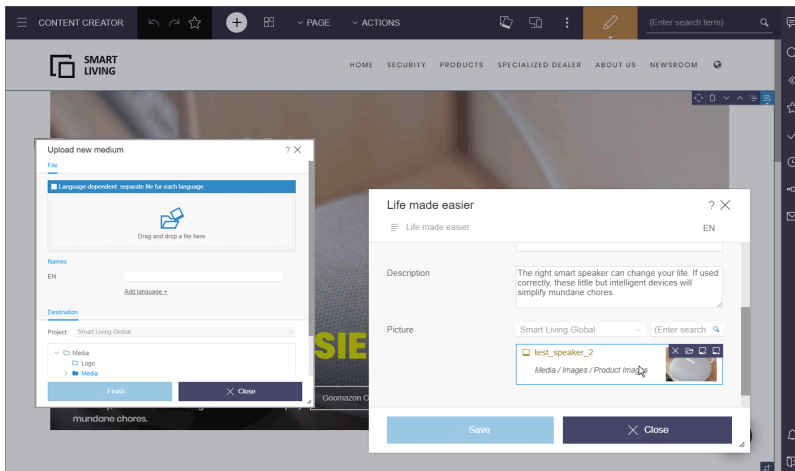 CONTENT CREATOR
PAGE
ACTIONS
(Enter search term)
SMART
LIVING
HOME SECURITY PRODUCTS SPECIALIZED DEALER ABOUT US NEWSROOM
Upload new medium
?
File
Language-dependent: separate file for each language
Drag and drop a file here
Names
EN
Add language +
Destination
Project: Smart Living Global
Media
Logo
Media
Finish
Close
SIE
Goomazon O
mundane chores.
Life made easier
?
Life made easier
EN
Description
The right smart speaker can change your life. If used
correctly, these little but intelligent devices will
simplify mundane chores.
Picture
Smart Living Global
(Enter search
test_speaker_2
Media / Images / Product Images
Save
Close